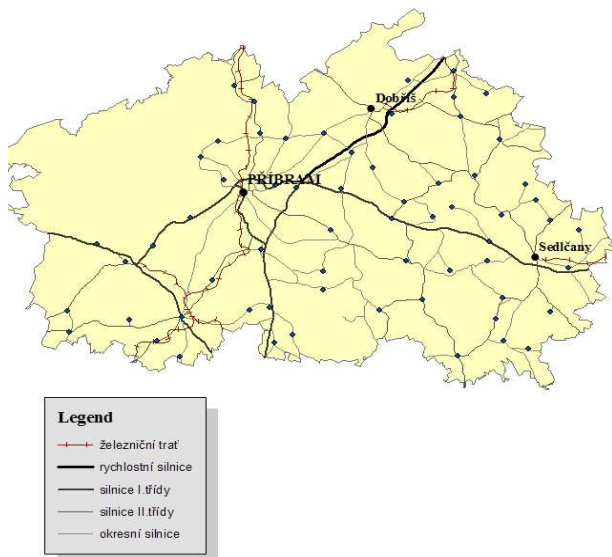 Dobříš
PŘÍBRAM
Sedlčany
Legend
železniční trať
rychlostní silnice
silnice I.třídy
silnice II.třídy
okresní silnice